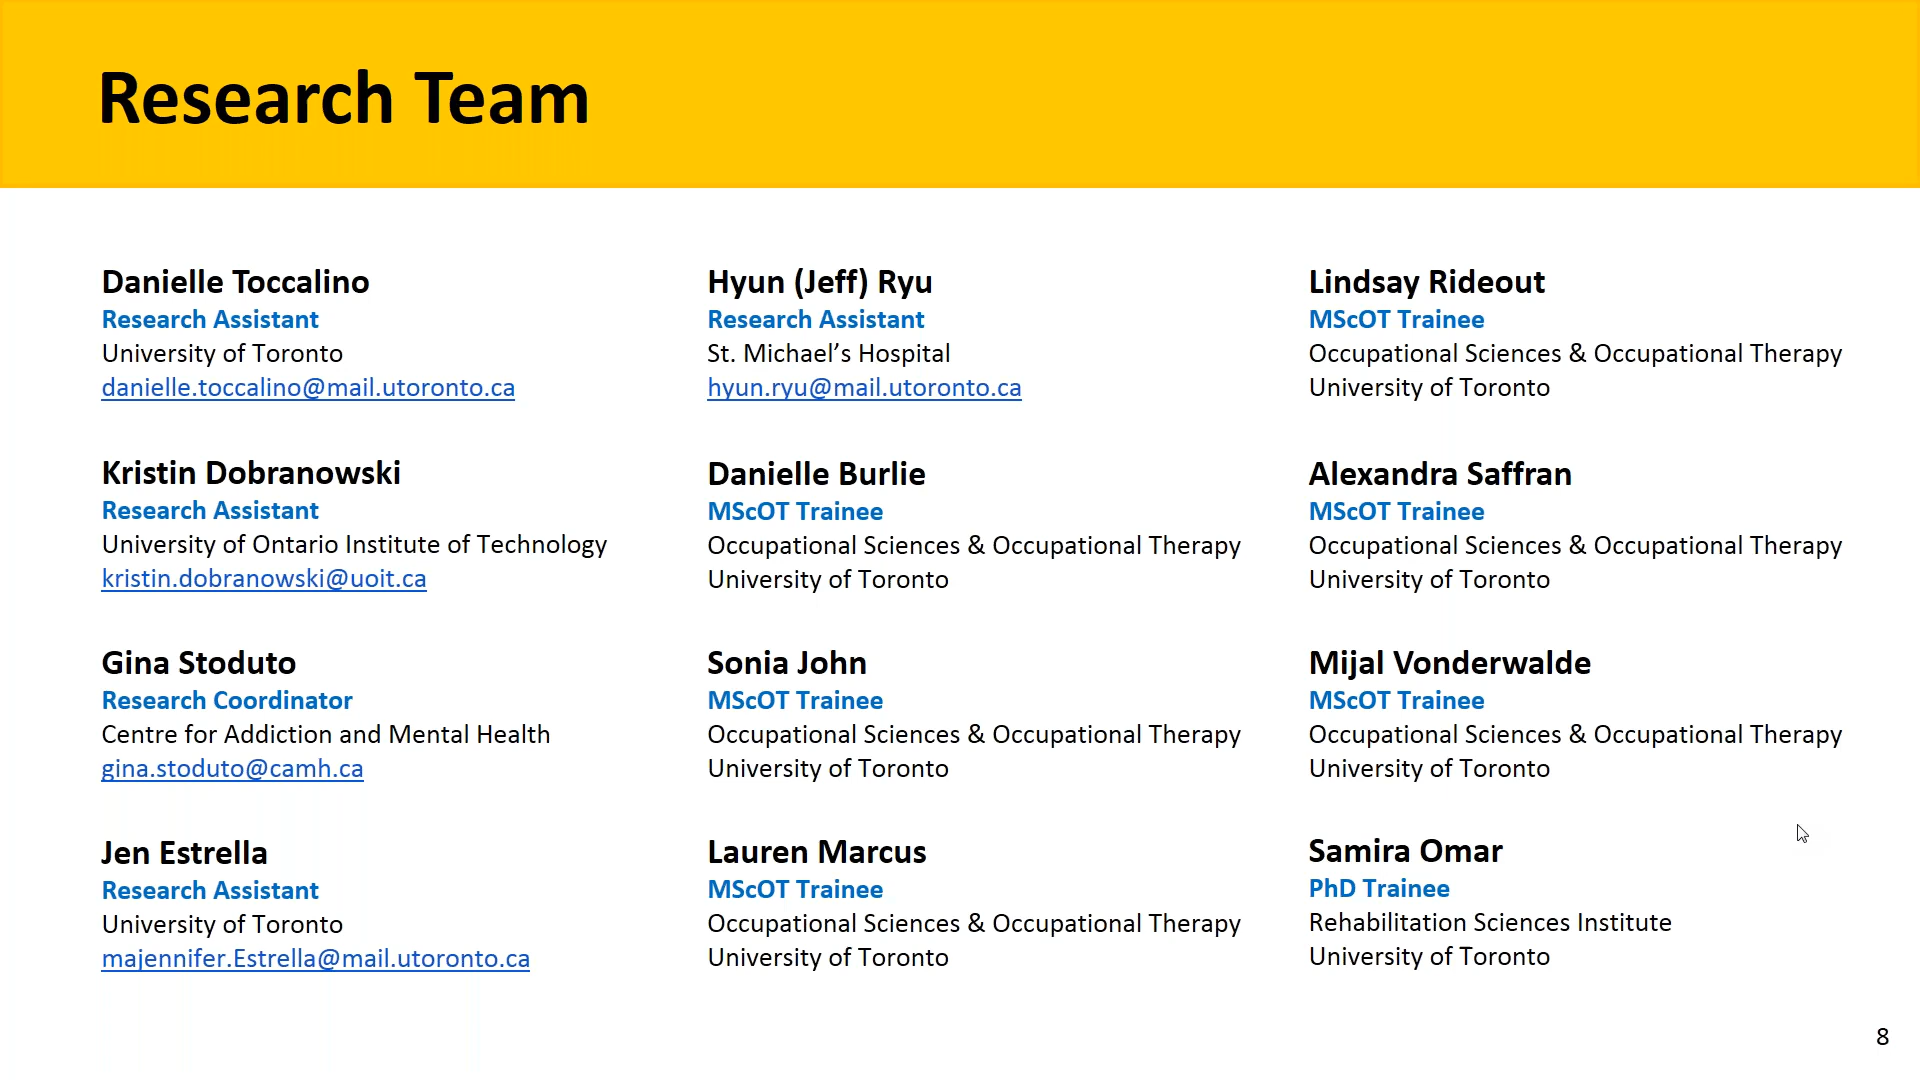 Research Team
Danielle Toccalino
Research Assistant
University of Toronto
danielle.toccalino@mail.utoronto.ca
Kristin Dobranowski
Research Assistant
University of Ontario Institute of Technology
kristin.dobranowski@uoit.ca
Gina Stoduto
Research Coordinator
Centre for Addiction and Mental Health
gina.stoduto@camh.ca
Jen Estrella
Research Assistant
University of Toronto
majennifer.Estrella@mail.utoronto.ca
Hyun (Jeff) Ryu
Research Assistant
St. Michael’s Hospital
hyun.ryu@mail.utoronto.ca
Danielle Burlie
MScOT Trainee
Occupational Sciences & Occupational Therapy
University of Toronto
Sonia John
MScOT Trainee
Occupational Sciences & Occupational Therapy
University of Toronto
Lauren Marcus
MScOT Trainee
Occupational Sciences & Occupational Therapy
University of Toronto
Lindsay Rideout
MScOT Trainee
Occupational Sciences & Occupational Therapy
University of Toronto
Alexandra Saffran
MScOT Trainee
Occupational Sciences & Occupational Therapy
University of Toronto
Mijal Vonderwalde
MScOT Trainee
Occupational Sciences & Occupational Therapy
University of Toronto
Samira Omar
PhD Trainee
Rehabilitation Sciences Institute
University of Toronto
8